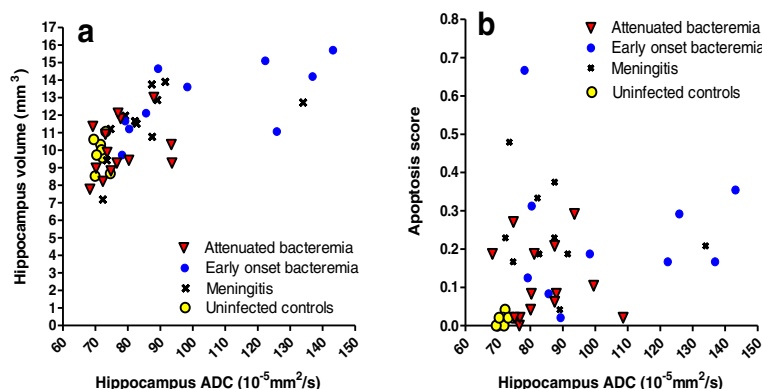 a
Hippocampus volume (mm³)
17
16
15
14
13
12
11
10
9
8
7
6
5
4
3
2
1
0
Attenuated bacteremia
Early onset bacteremia
Meningitis
Uninfected controls
60 70 80 90 100 110 120 130 140 150
Hippocampus ADC (10⁻⁵mm²/s)
b
Apoptosis score
0.8
0.7
0.6
0.5
0.4
0.3
0.2
0.1
0.0
Attenuated bacteremia
Early onset bacteremia
Meningitis
Uninfected controls
60 70 80 90 100 110 120 130 140 150
Hippocampus ADC (10⁻⁵mm²/s)